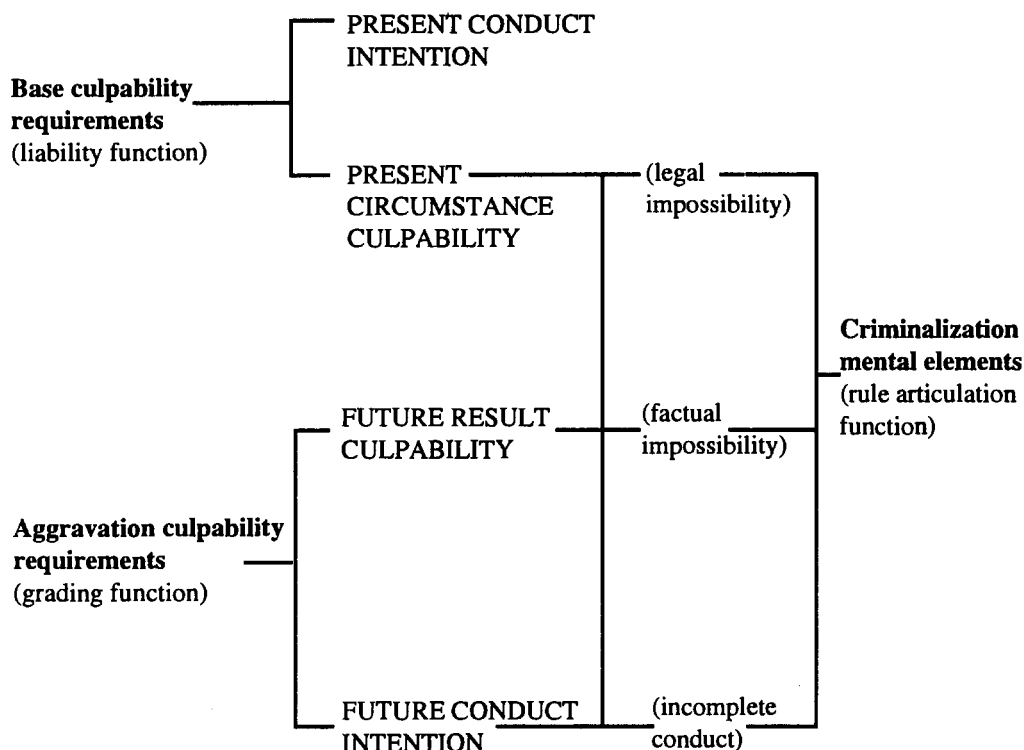 PRESENT CONDUCT
INTENTION
Base culpability
requirements
(liability function)
PRESENT
CIRCUMSTANCE
CULPABILITY
(legal
impossibility)
Criminalization
mental elements
(rule articulation
function)
FUTURE RESULT
CULPABILITY
(factual
impossibility)
Aggravation culpability
requirements
(grading function)
FUTURE CONDUCT
INTENTION
(incomplete
conduct)